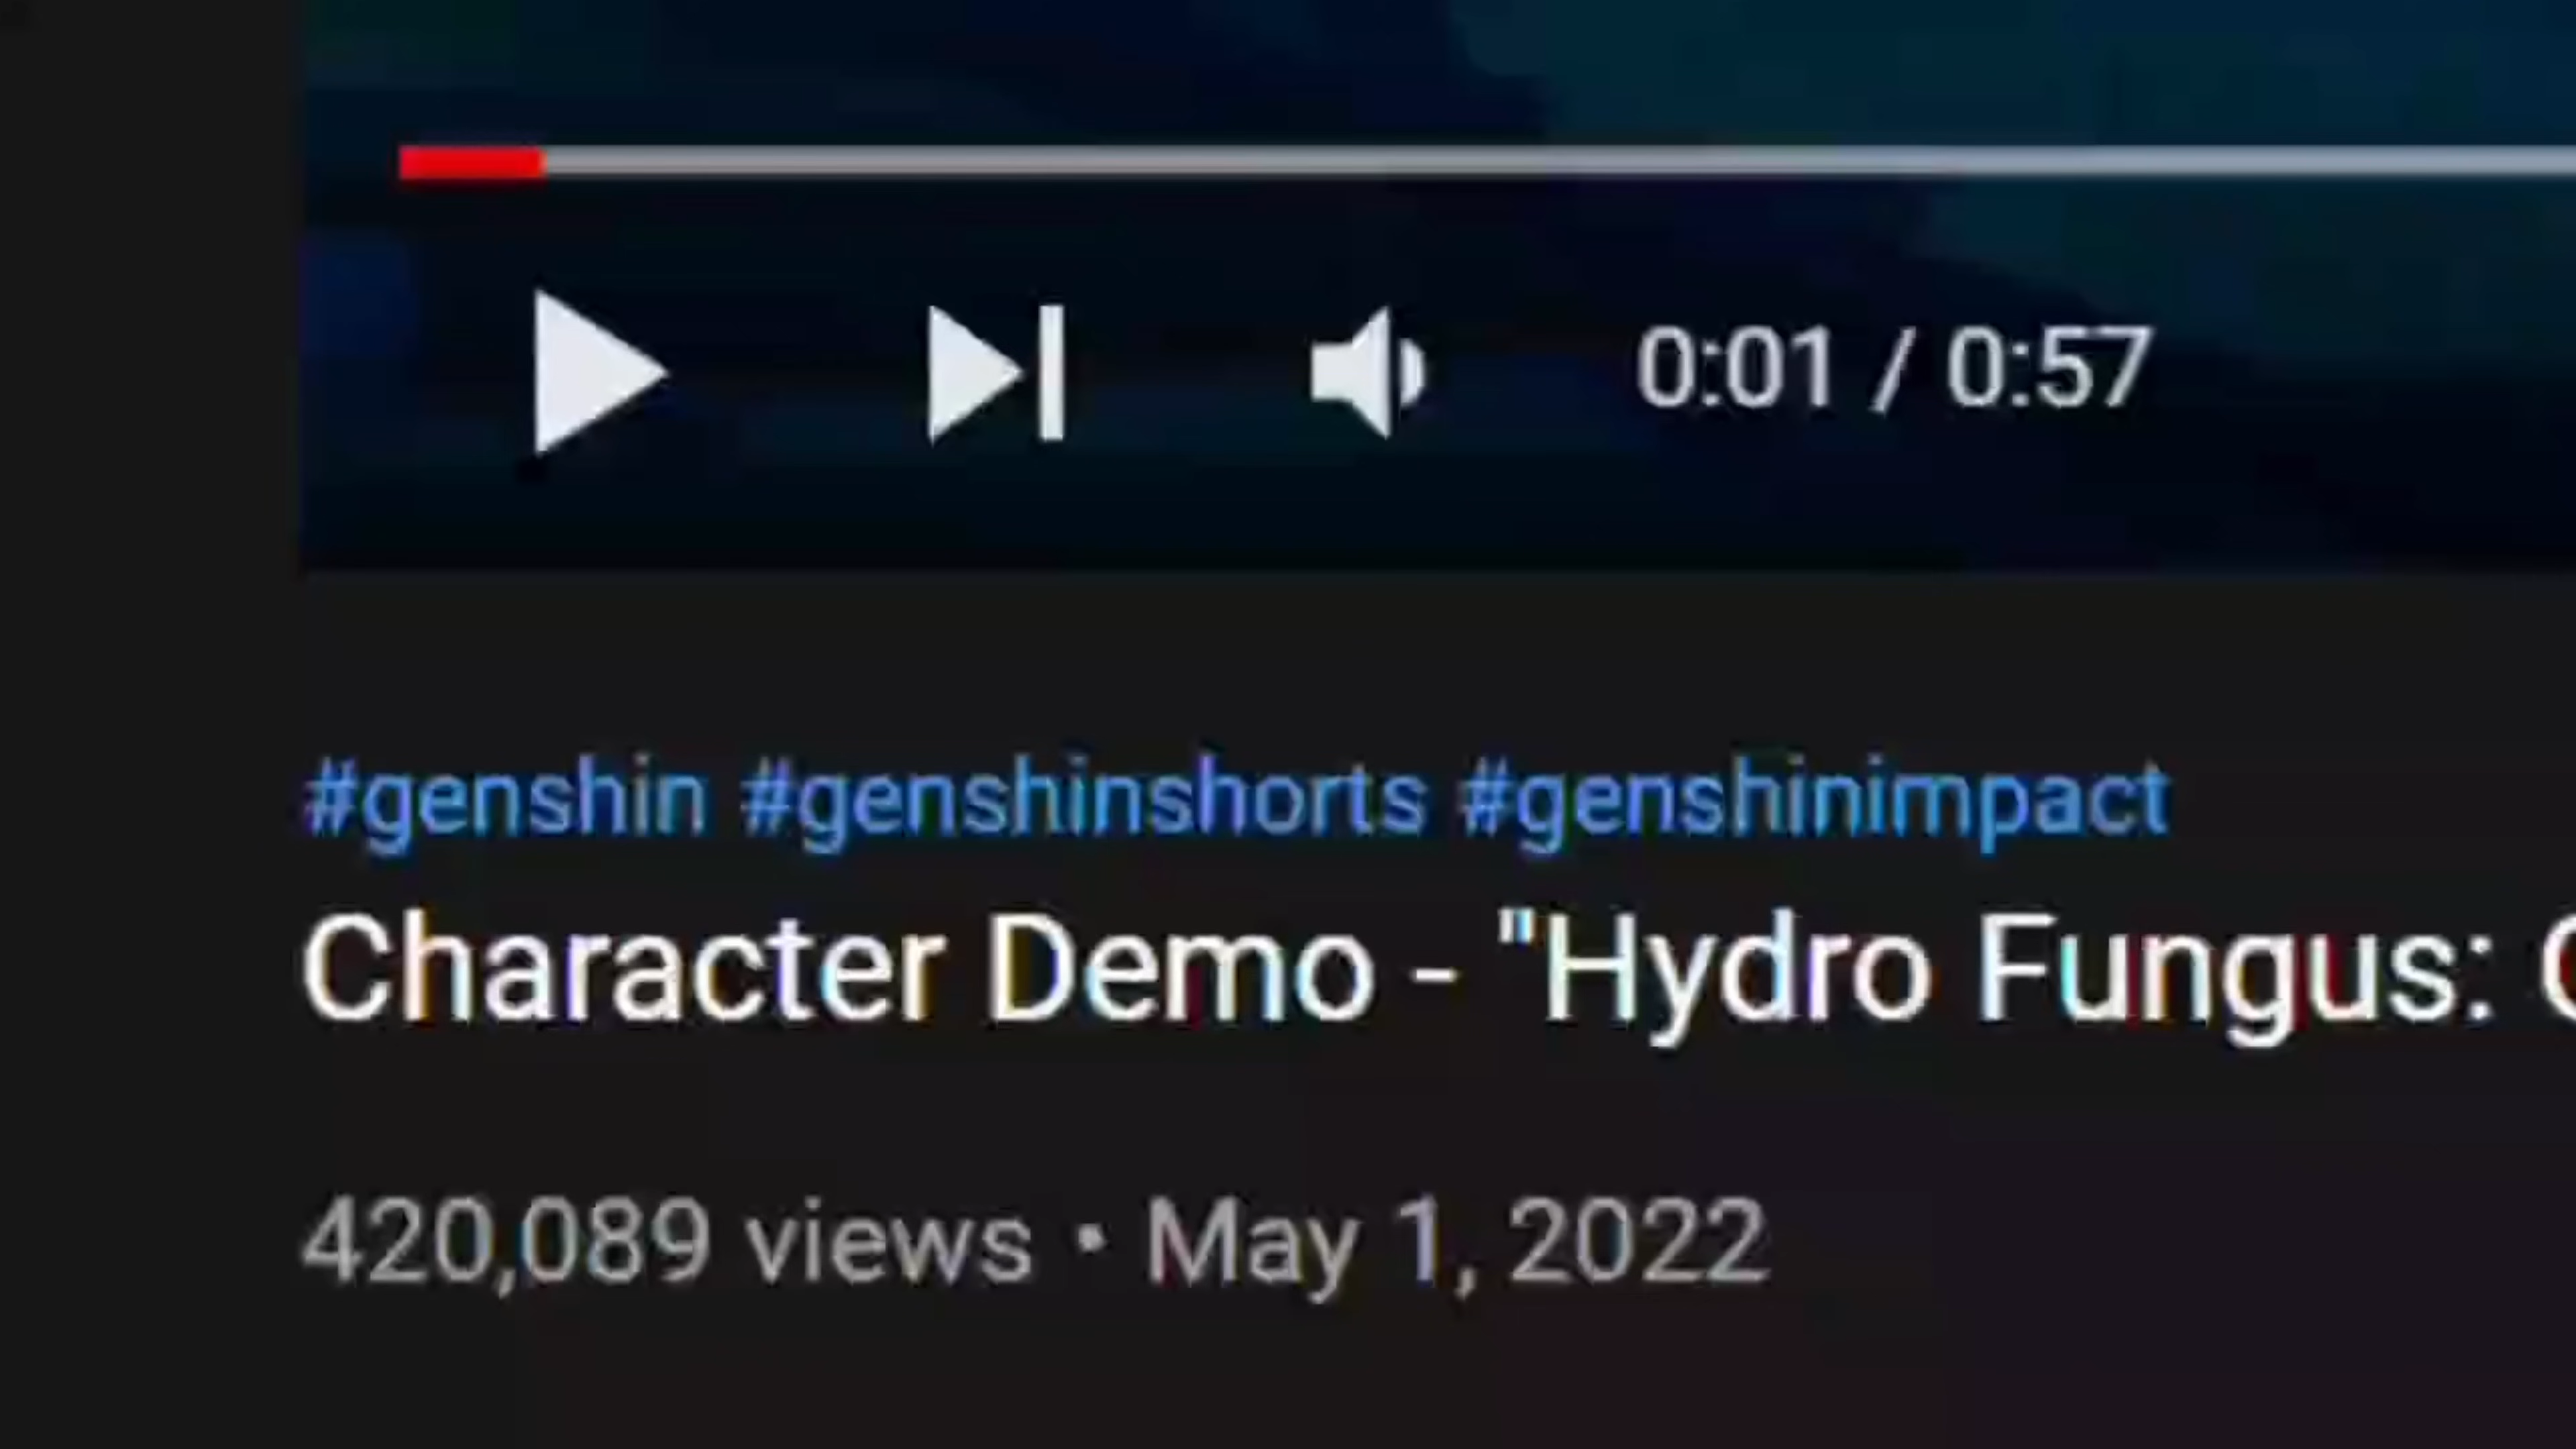 0:01 / 0:57
#genshin #genshinshorts #genshinimpact
Character Demo - "Hydro Fungus:
420,089 views • May 1, 2022